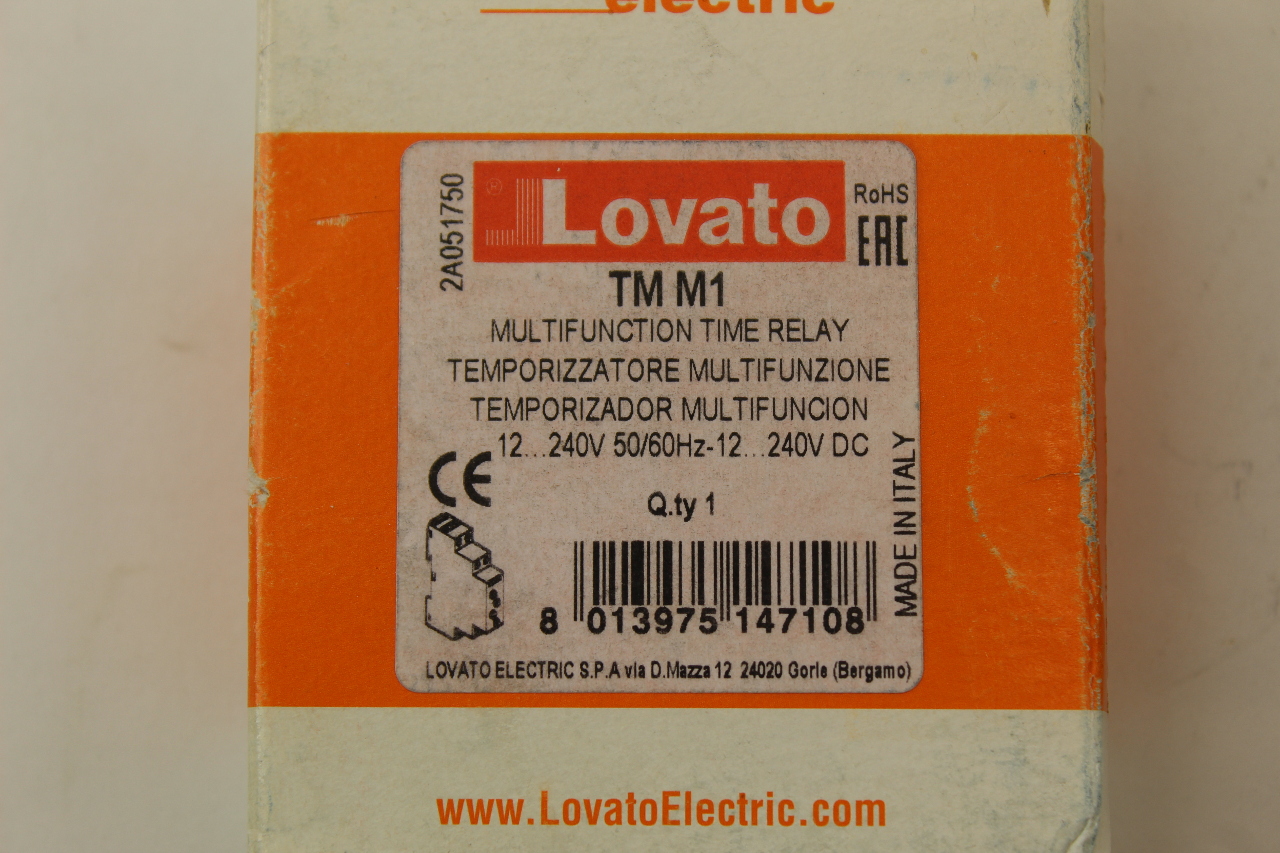 electric
2A051750
Lovato
®
RoHS
EAC
TM M1
MULTIFUNCTION TIME RELAY
TEMPORIZZATORE MULTIFUNZIONE
TEMPORIZADOR MULTIFUNCION
12...240V 50/60Hz-12...240V DC
CE
Q.ty 1
MADE IN ITALY
8 013975 147108
LOVATO ELECTRIC S.P.A via D.Mazza 12 24020 Gorle (Bergamo)
www.LovatoElectric.com